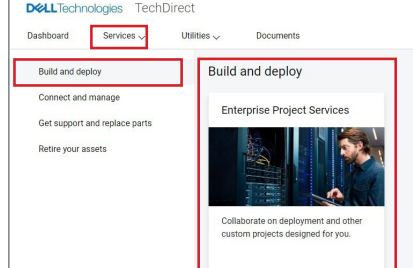 DELLTechnologies TechDirect
Dashboard Services Utilities Documents
Build and deploy
Connect and manage
Get support and replace parts
Retire your assets
Build and deploy
Enterprise Project Services
Collaborate on deployment and other
custom projects designed for you.